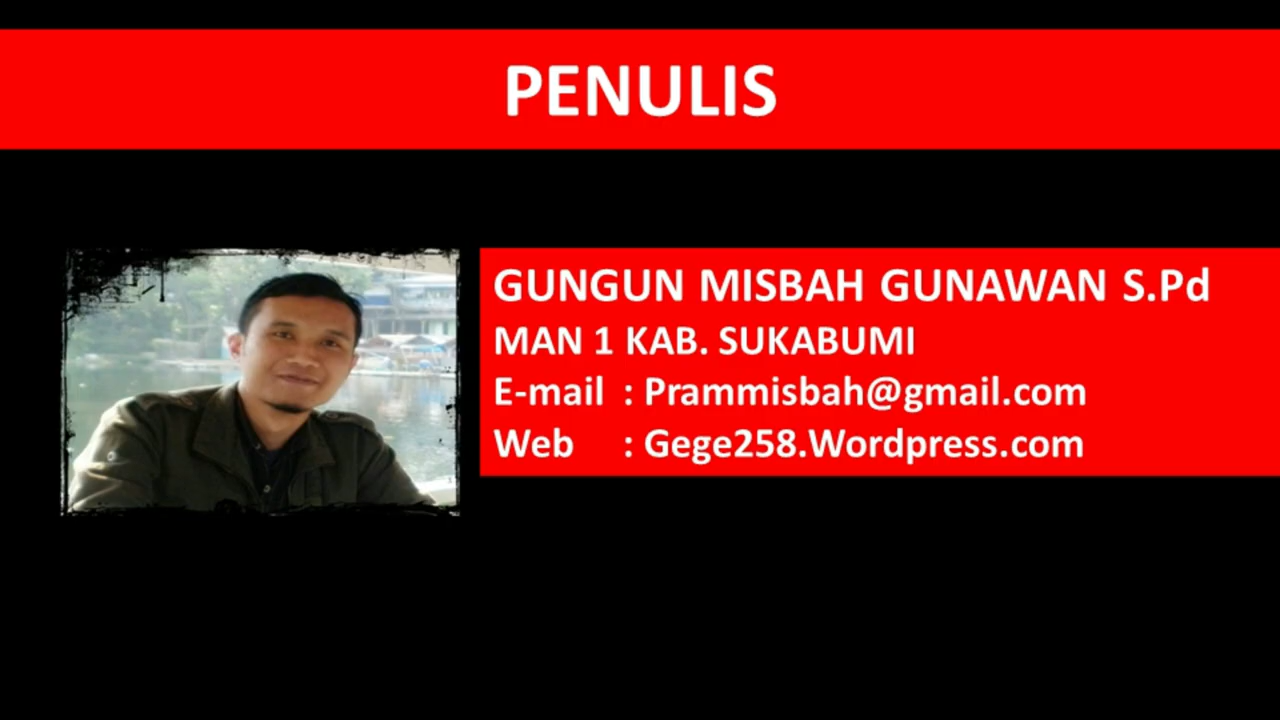 PENULIS
GUNGUN MISBAH GUNAWAN S.Pd
MAN 1 KAB. SUKABUMI
E-mail : Prammisbah@gmail.com
Web : Gege258.Wordpress.com